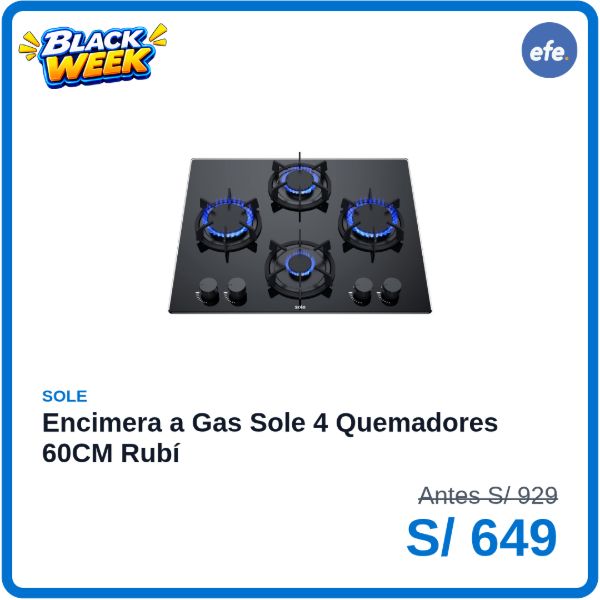 BLACK
WEEK
efe.
sole
SOLE
Encimera a Gas Sole 4 Quemadores
60CM Rubí
Antes S/ 929
S/ 649